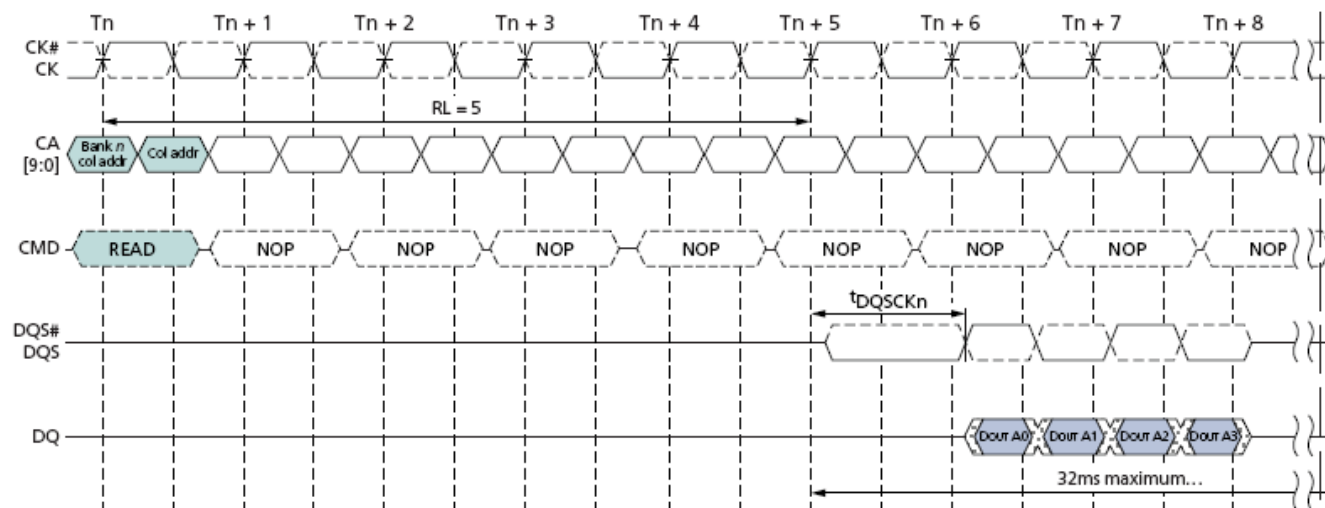 Tn Tn + 1 Tn + 2 Tn + 3 Tn + 4 Tn + 5 Tn + 6 Tn + 7 Tn + 8
CK#
CK
RL = 5
CA
[9:0]
Bank n
col addr
Col addr
CMD READ NOP NOP NOP NOP NOP NOP NOP NOP
tDQSCKn
DQS#
DQS
DQ DOUT A0 DOUT A1 DOUT A2 DOUT A3
32ms maximum...